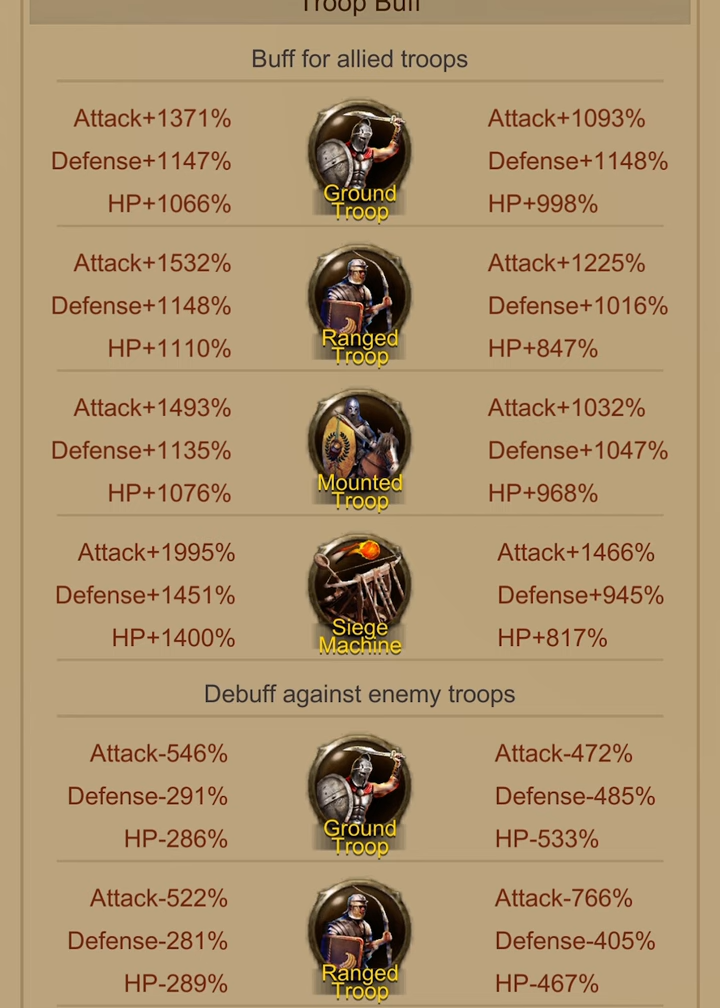 Troop Buff
Buff for allied troops
Attack+1371% Attack+1093%
Defense+1147% Defense+1148%
HP+1066% Ground Troop HP+998%
Attack+1532% Attack+1225%
Defense+1148% Defense+1016%
HP+1110% Ranged Troop HP+847%
Attack+1493% Attack+1032%
Defense+1135% Defense+1047%
HP+1076% Mounted Troop HP+968%
Attack+1995% Attack+1466%
Defense+1451% Defense+945%
HP+1400% Siege Machine HP+817%
Debuff against enemy troops
Attack-546% Attack-472%
Defense-291% Defense-485%
HP-286% Ground Troop HP-533%
Attack-522% Attack-766%
Defense-281% Defense-405%
HP-289% Ranged Troop HP-467%